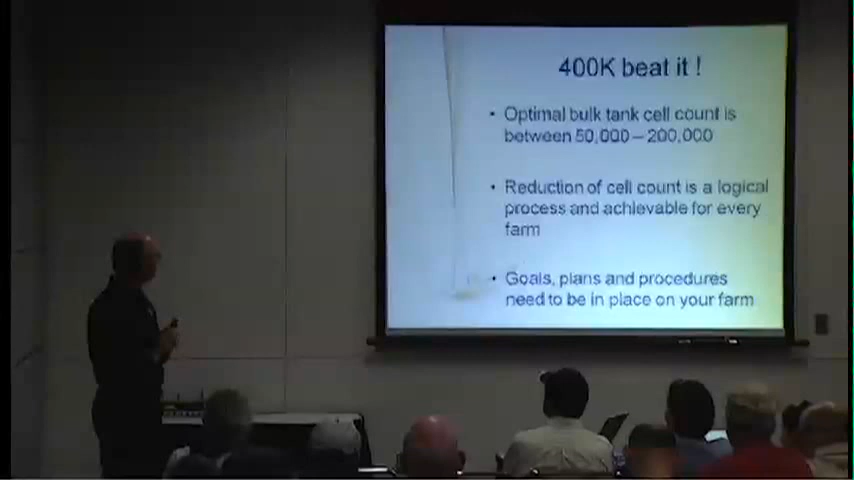 400K beat it !
• Optimal bulk tank cell count is
between 50,000 – 200,000
• Reduction of cell count is a logical
process and achievable for every
farm
• Goals, plans and procedures
need to be in place on your farm